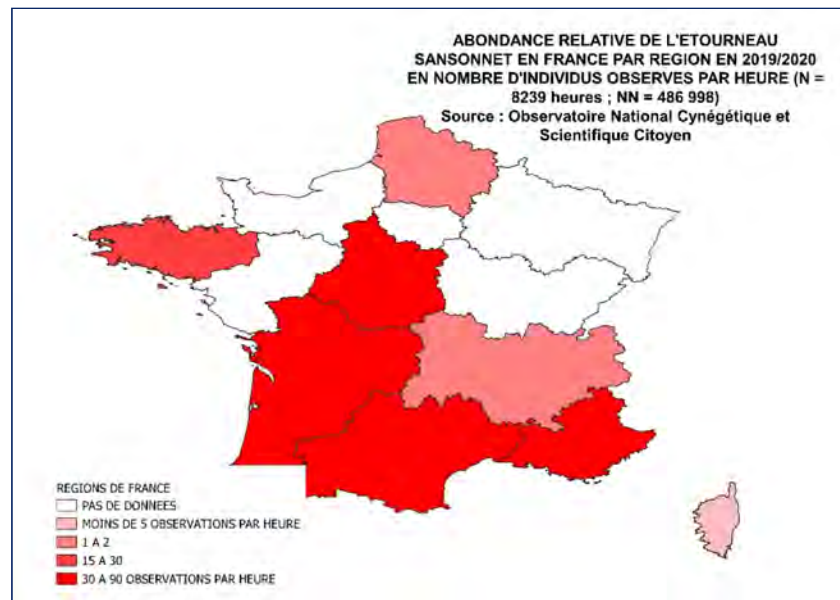 ABONDANCE RELATIVE DE L'ETOURNEAU
SANSONNET EN FRANCE PAR REGION EN 2019/2020
EN NOMBRE D'INDIVIDUS OBSERVES PAR HEURE (N =
8239 heures ; NN = 486 998)
Source : Observatoire National Cynégétique et
Scientifique Citoyen
REGIONS DE FRANCE
PAS DE DONNEES
MOINS DE 5 OBSERVATIONS PAR HEURE
1 A 2
15 A 30
30 A 90 OBSERVATIONS PAR HEURE